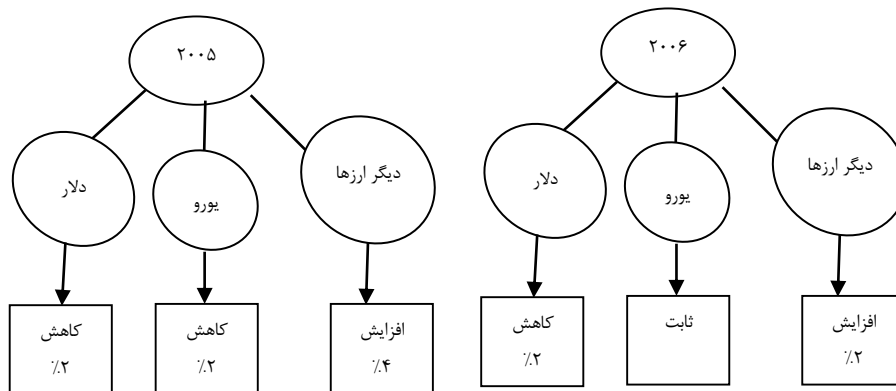 ۲۰۰۵
دلار
یورو
دیگر ارزها
کاهش
٪۲
کاهش
٪۲
افزایش
٪۴
۲۰۰۶
دلار
یورو
دیگر ارزها
کاهش
٪۲
ثابت
افزایش
٪۲